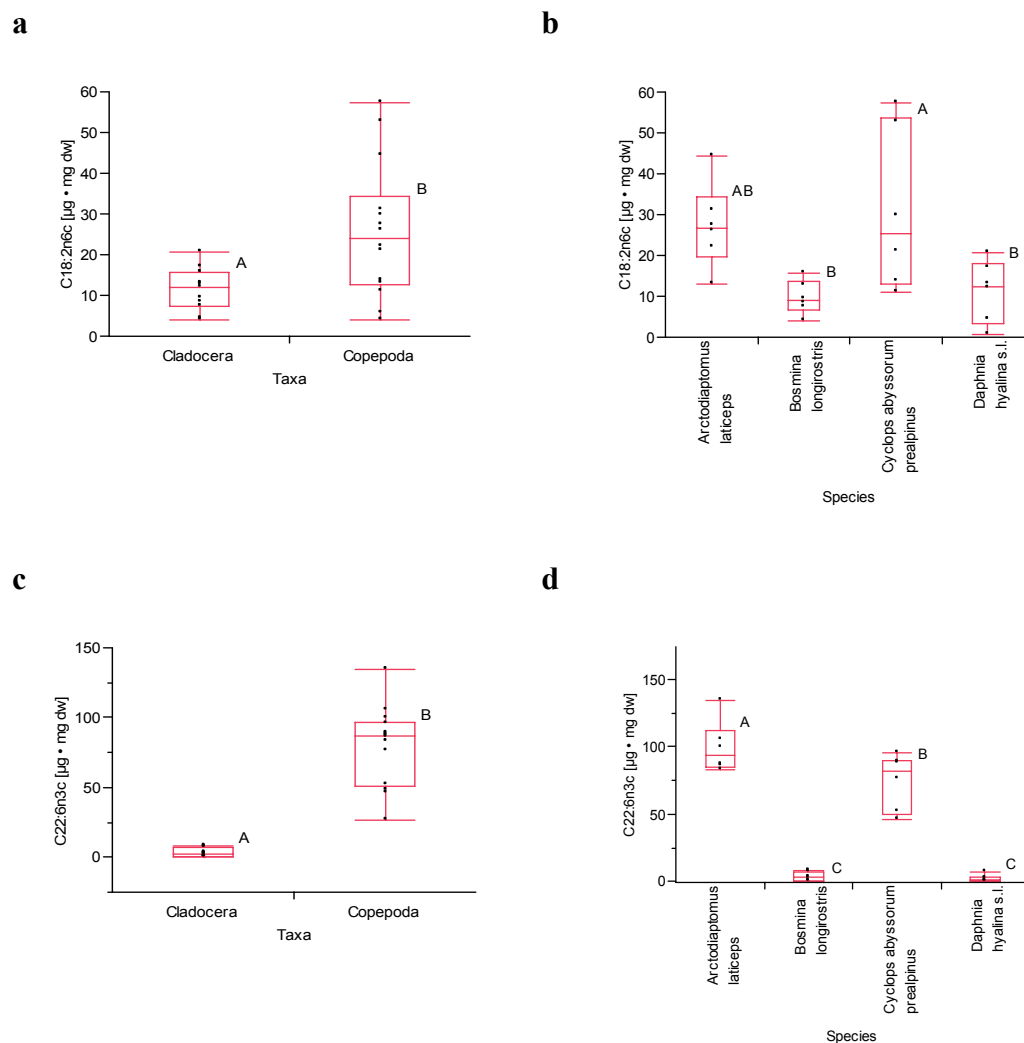 a
C18:2n6c [µg • mg dw]
60
50
40
30
20
10
0
A
B
Cladocera
Copepoda
Taxa
b
C18:2n6c [µg • mg dw]
60
50
40
30
20
10
0
AB
B
A
B
Arctodiaptomus
laticeps
Bosmina
longirostris
Cyclops abyssorum
prealpinus
Daphnia
hyalina s.l.
Species
c
C22:6n3c [µg • mg dw]
150
100
50
0
A
B
Cladocera
Copepoda
Taxa
d
C22:6n3c [µg • mg dw]
150
100
50
0
A
C
B
C
Arctodiaptomus
laticeps
Bosmina
longirostris
Cyclops abyssorum
prealpinus
Daphnia
hyalina s.l.
Species